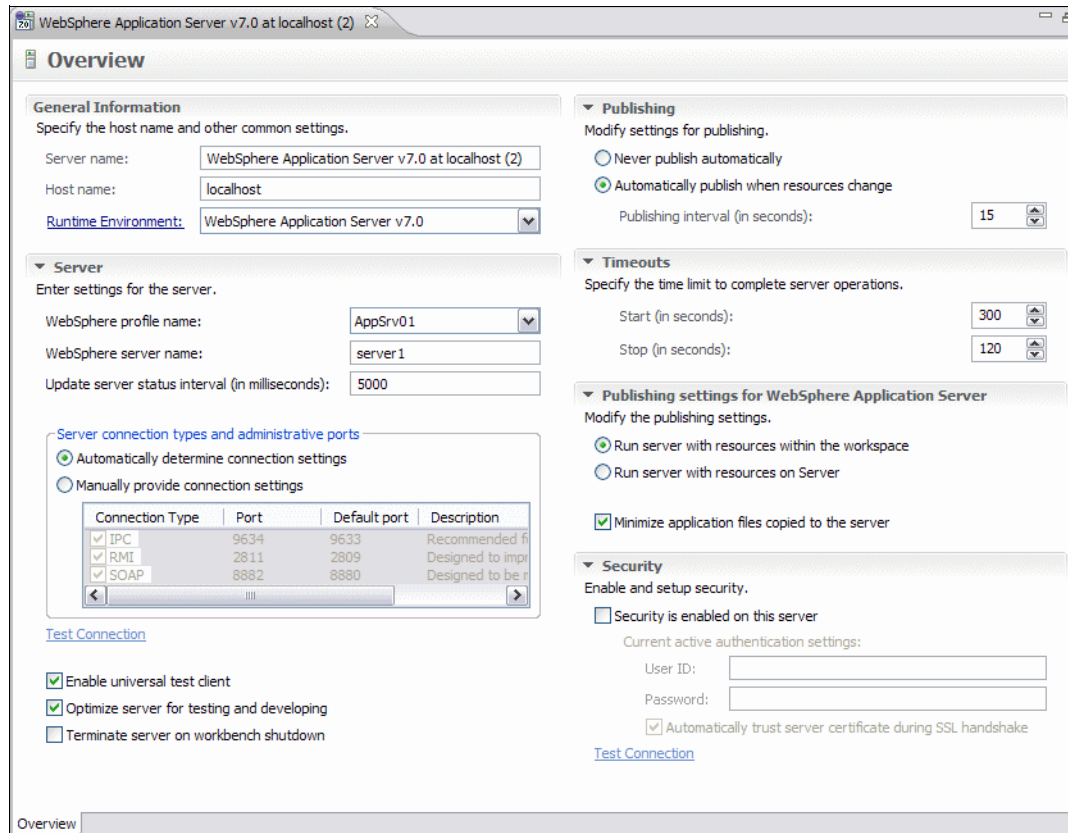 WebSphere Application Server v7.0 at localhost (2)
Overview
General Information
Specify the host name and other common settings.
Server name: WebSphere Application Server v7.0 at localhost (2)
Host name: localhost
Runtime Environment: WebSphere Application Server v7.0
Server
Enter settings for the server.
WebSphere profile name: AppSrv01
WebSphere server name: server1
Update server status interval (in milliseconds): 5000
Server connection types and administrative ports
Automatically determine connection settings
Manually provide connection settings
Connection Type Port Default port Description
IPC 9634 9633 Recommended
RMI 2811 2809 Designed to
SOAP 8882 8880 Designed to be
Test Connection
Enable universal test client
Optimize server for testing and developing
Terminate server on workbench shutdown
Publishing
Modify settings for publishing.
Never publish automatically
Automatically publish when resources change
Publishing interval (in seconds): 15
Timeouts
Specify the time limit to complete server operations.
Start (in seconds): 300
Stop (in seconds): 120
Publishing settings for WebSphere Application Server
Modify the publishing settings.
Run server with resources within the workspace
Run server with resources on Server
Minimize application files copied to the server
Security
Enable and setup security.
Security is enabled on this server
Current active authentication settings:
User ID:
Password:
Automatically trust server certificate during SSL handshake
Test Connection
Overview